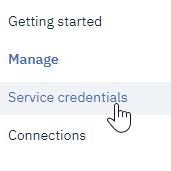 Getting started
Manage
Service credentials
Connections